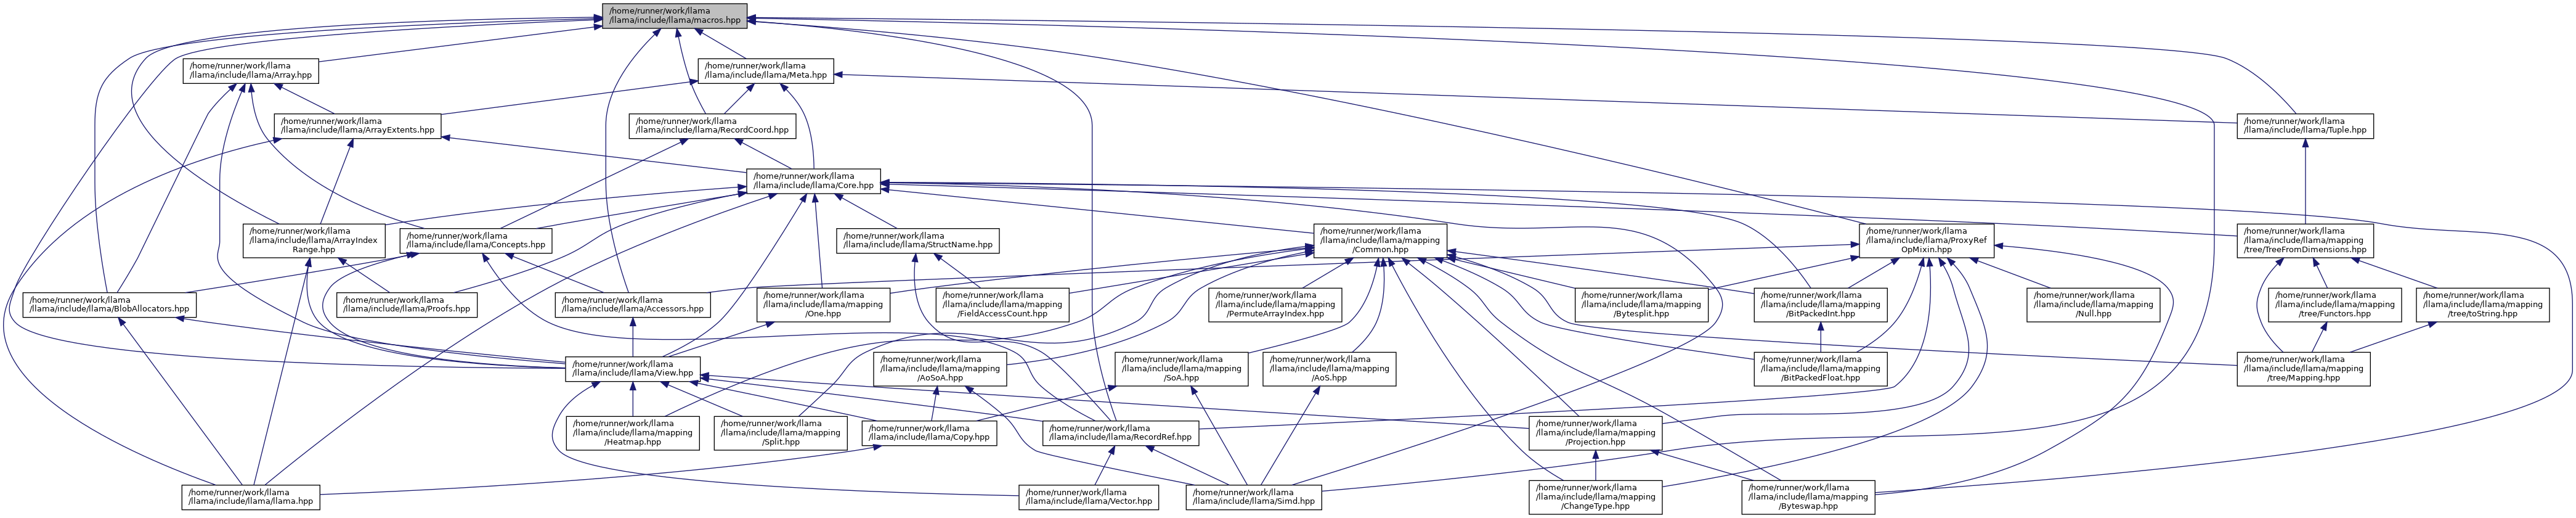 /home/runner/work/llama
/llama/include/llama/macros.hpp
/home/runner/work/llama
/llama/include/llama/Array.hpp
/home/runner/work/llama
/llama/include/llama/Meta.hpp
/home/runner/work/llama
/llama/include/llama/ArrayExtents.hpp
/home/runner/work/llama
/llama/include/llama/RecordCoord.hpp
/home/runner/work/llama
/llama/include/llama/Tuple.hpp
/home/runner/work/llama
/llama/include/llama/Core.hpp
/home/runner/work/llama
/llama/include/llama/ArrayIndex
Range.hpp
/home/runner/work/llama
/llama/include/llama/Concepts.hpp
/home/runner/work/llama
/llama/include/llama/StructName.hpp
/home/runner/work/llama
/llama/include/llama/mapping
/Common.hpp
/home/runner/work/llama
/llama/include/llama/ProxyRef
OpMixin.hpp
/home/runner/work/llama
/llama/include/llama/mapping
/tree/TreeFromDimensions.hpp
/home/runner/work/llama
/llama/include/llama/BlobAllocators.hpp
/home/runner/work/llama
/llama/include/llama/Proofs.hpp
/home/runner/work/llama
/llama/include/llama/Accessors.hpp
/home/runner/work/llama
/llama/include/llama/mapping
/One.hpp
/home/runner/work/llama
/llama/include/llama/mapping
/FieldAccessCount.hpp
/home/runner/work/llama
/llama/include/llama/mapping
/PermuteArrayIndex.hpp
/home/runner/work/llama
/llama/include/llama/mapping
/Bytesplit.hpp
/home/runner/work/llama
/llama/include/llama/mapping
/BitPackedInt.hpp
/home/runner/work/llama
/llama/include/llama/mapping
/Null.hpp
/home/runner/work/llama
/llama/include/llama/mapping
/tree/Functors.hpp
/home/runner/work/llama
/llama/include/llama/mapping
/tree/toString.hpp
/home/runner/work/llama
/llama/include/llama/View.hpp
/home/runner/work/llama
/llama/include/llama/mapping
/AoSoA.hpp
/home/runner/work/llama
/llama/include/llama/mapping
/SoA.hpp
/home/runner/work/llama
/llama/include/llama/mapping
/AoS.hpp
/home/runner/work/llama
/llama/include/llama/mapping
/BitPackedFloat.hpp
/home/runner/work/llama
/llama/include/llama/mapping
/tree/Mapping.hpp
/home/runner/work/llama
/llama/include/llama/mapping
/Heatmap.hpp
/home/runner/work/llama
/llama/include/llama/mapping
/Split.hpp
/home/runner/work/llama
/llama/include/llama/Copy.hpp
/home/runner/work/llama
/llama/include/llama/RecordRef.hpp
/home/runner/work/llama
/llama/include/llama/mapping
/Projection.hpp
/home/runner/work/llama
/llama/include/llama/llama.hpp
/home/runner/work/llama
/llama/include/llama/Vector.hpp
/home/runner/work/llama
/llama/include/llama/Simd.hpp
/home/runner/work/llama
/llama/include/llama/mapping
/ChangeType.hpp
/home/runner/work/llama
/llama/include/llama/mapping
/Byteswap.hpp